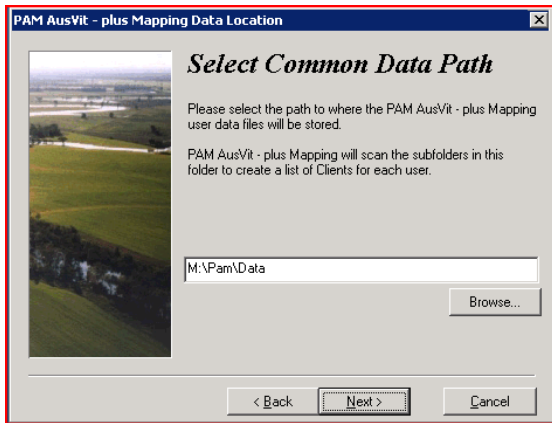 PAM AusVit - plus Mapping Data Location
Select Common Data Path
Please select the path to where the PAM AusVit - plus Mapping
user data files will be stored.
PAM AusVit - plus Mapping will scan the subfolders in this
folder to create a list of Clients for each user.
M:\Pam\Data
Browse...
< Back
Next >
Cancel